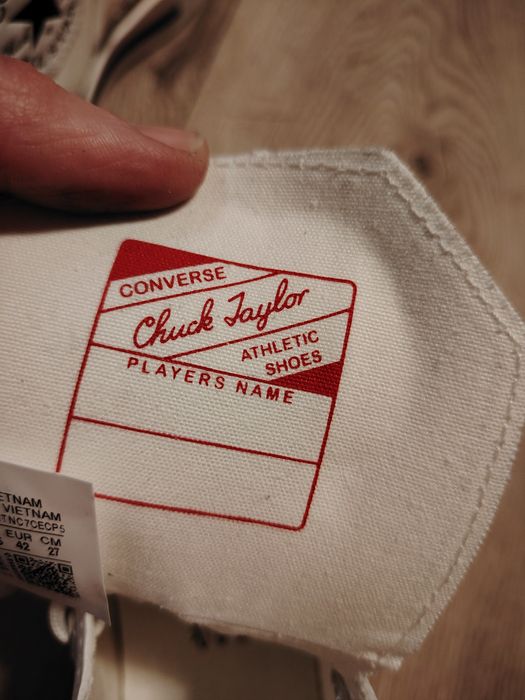 CONVERSE
Chuck Taylor
ATHLETIC
SHOES
PLAYERS NAME
VIETNAM
EUR CM
42 27